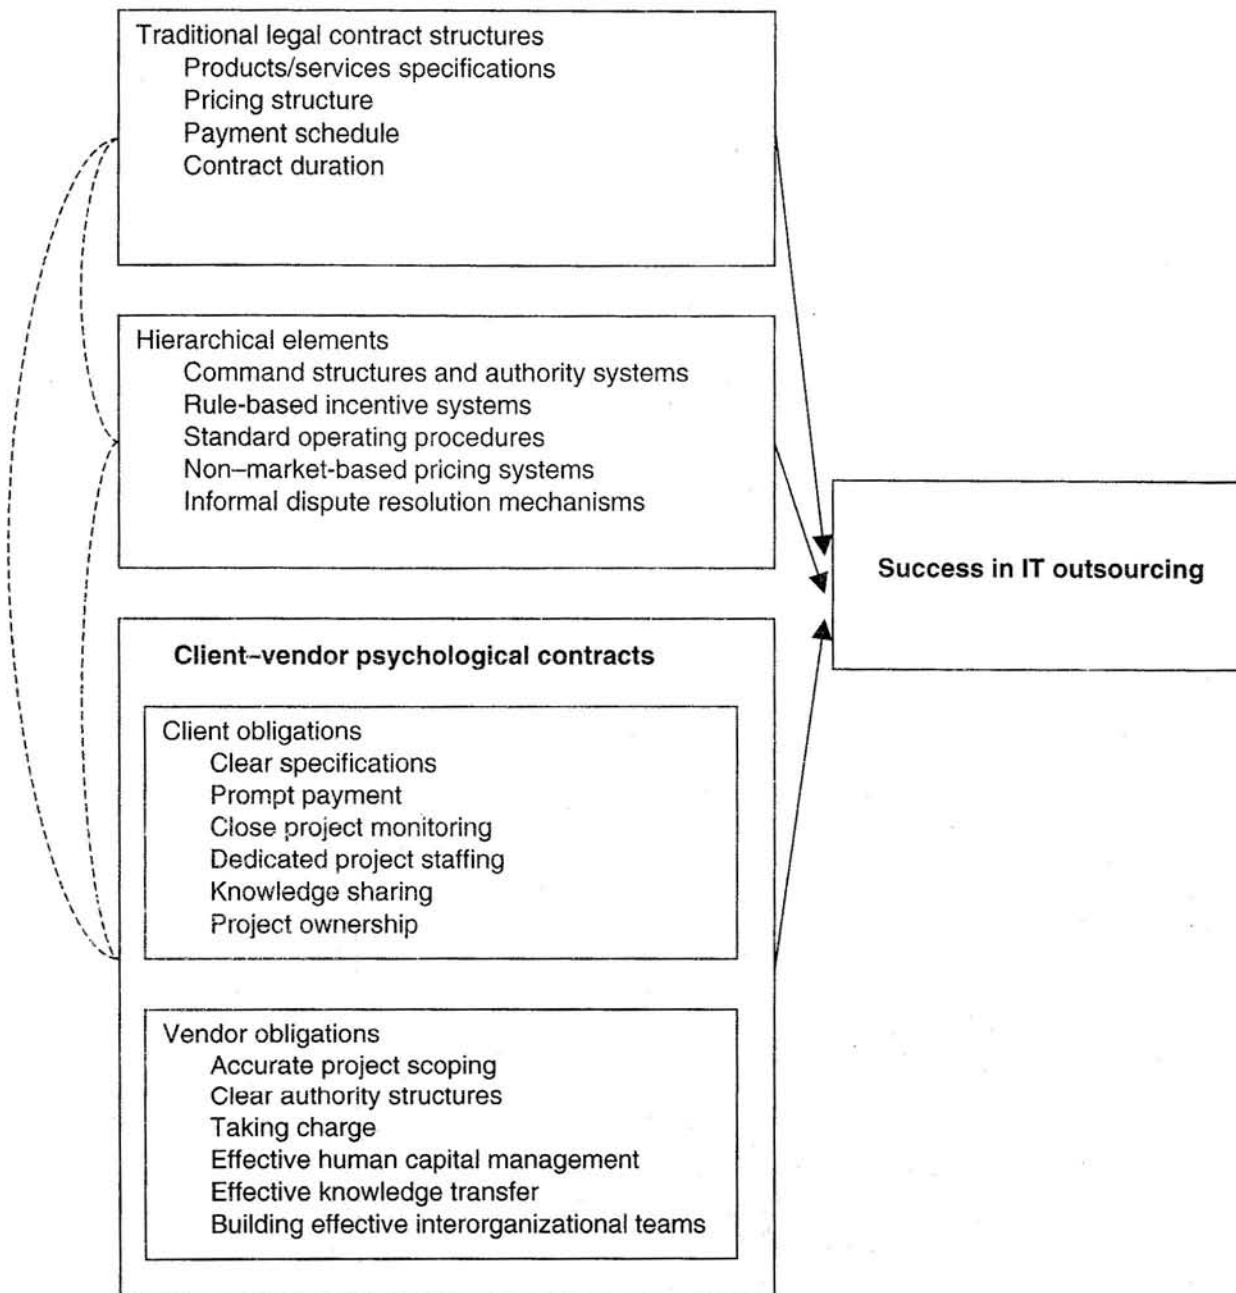 Traditional legal contract structures
Products/services specifications
Pricing structure
Payment schedule
Contract duration
Hierarchical elements
Command structures and authority systems
Rule-based incentive systems
Standard operating procedures
Non–market-based pricing systems
Informal dispute resolution mechanisms
Success in IT outsourcing
Client–vendor psychological contracts
Client obligations
Clear specifications
Prompt payment
Close project monitoring
Dedicated project staffing
Knowledge sharing
Project ownership
Vendor obligations
Accurate project scoping
Clear authority structures
Taking charge
Effective human capital management
Effective knowledge transfer
Building effective interorganizational teams